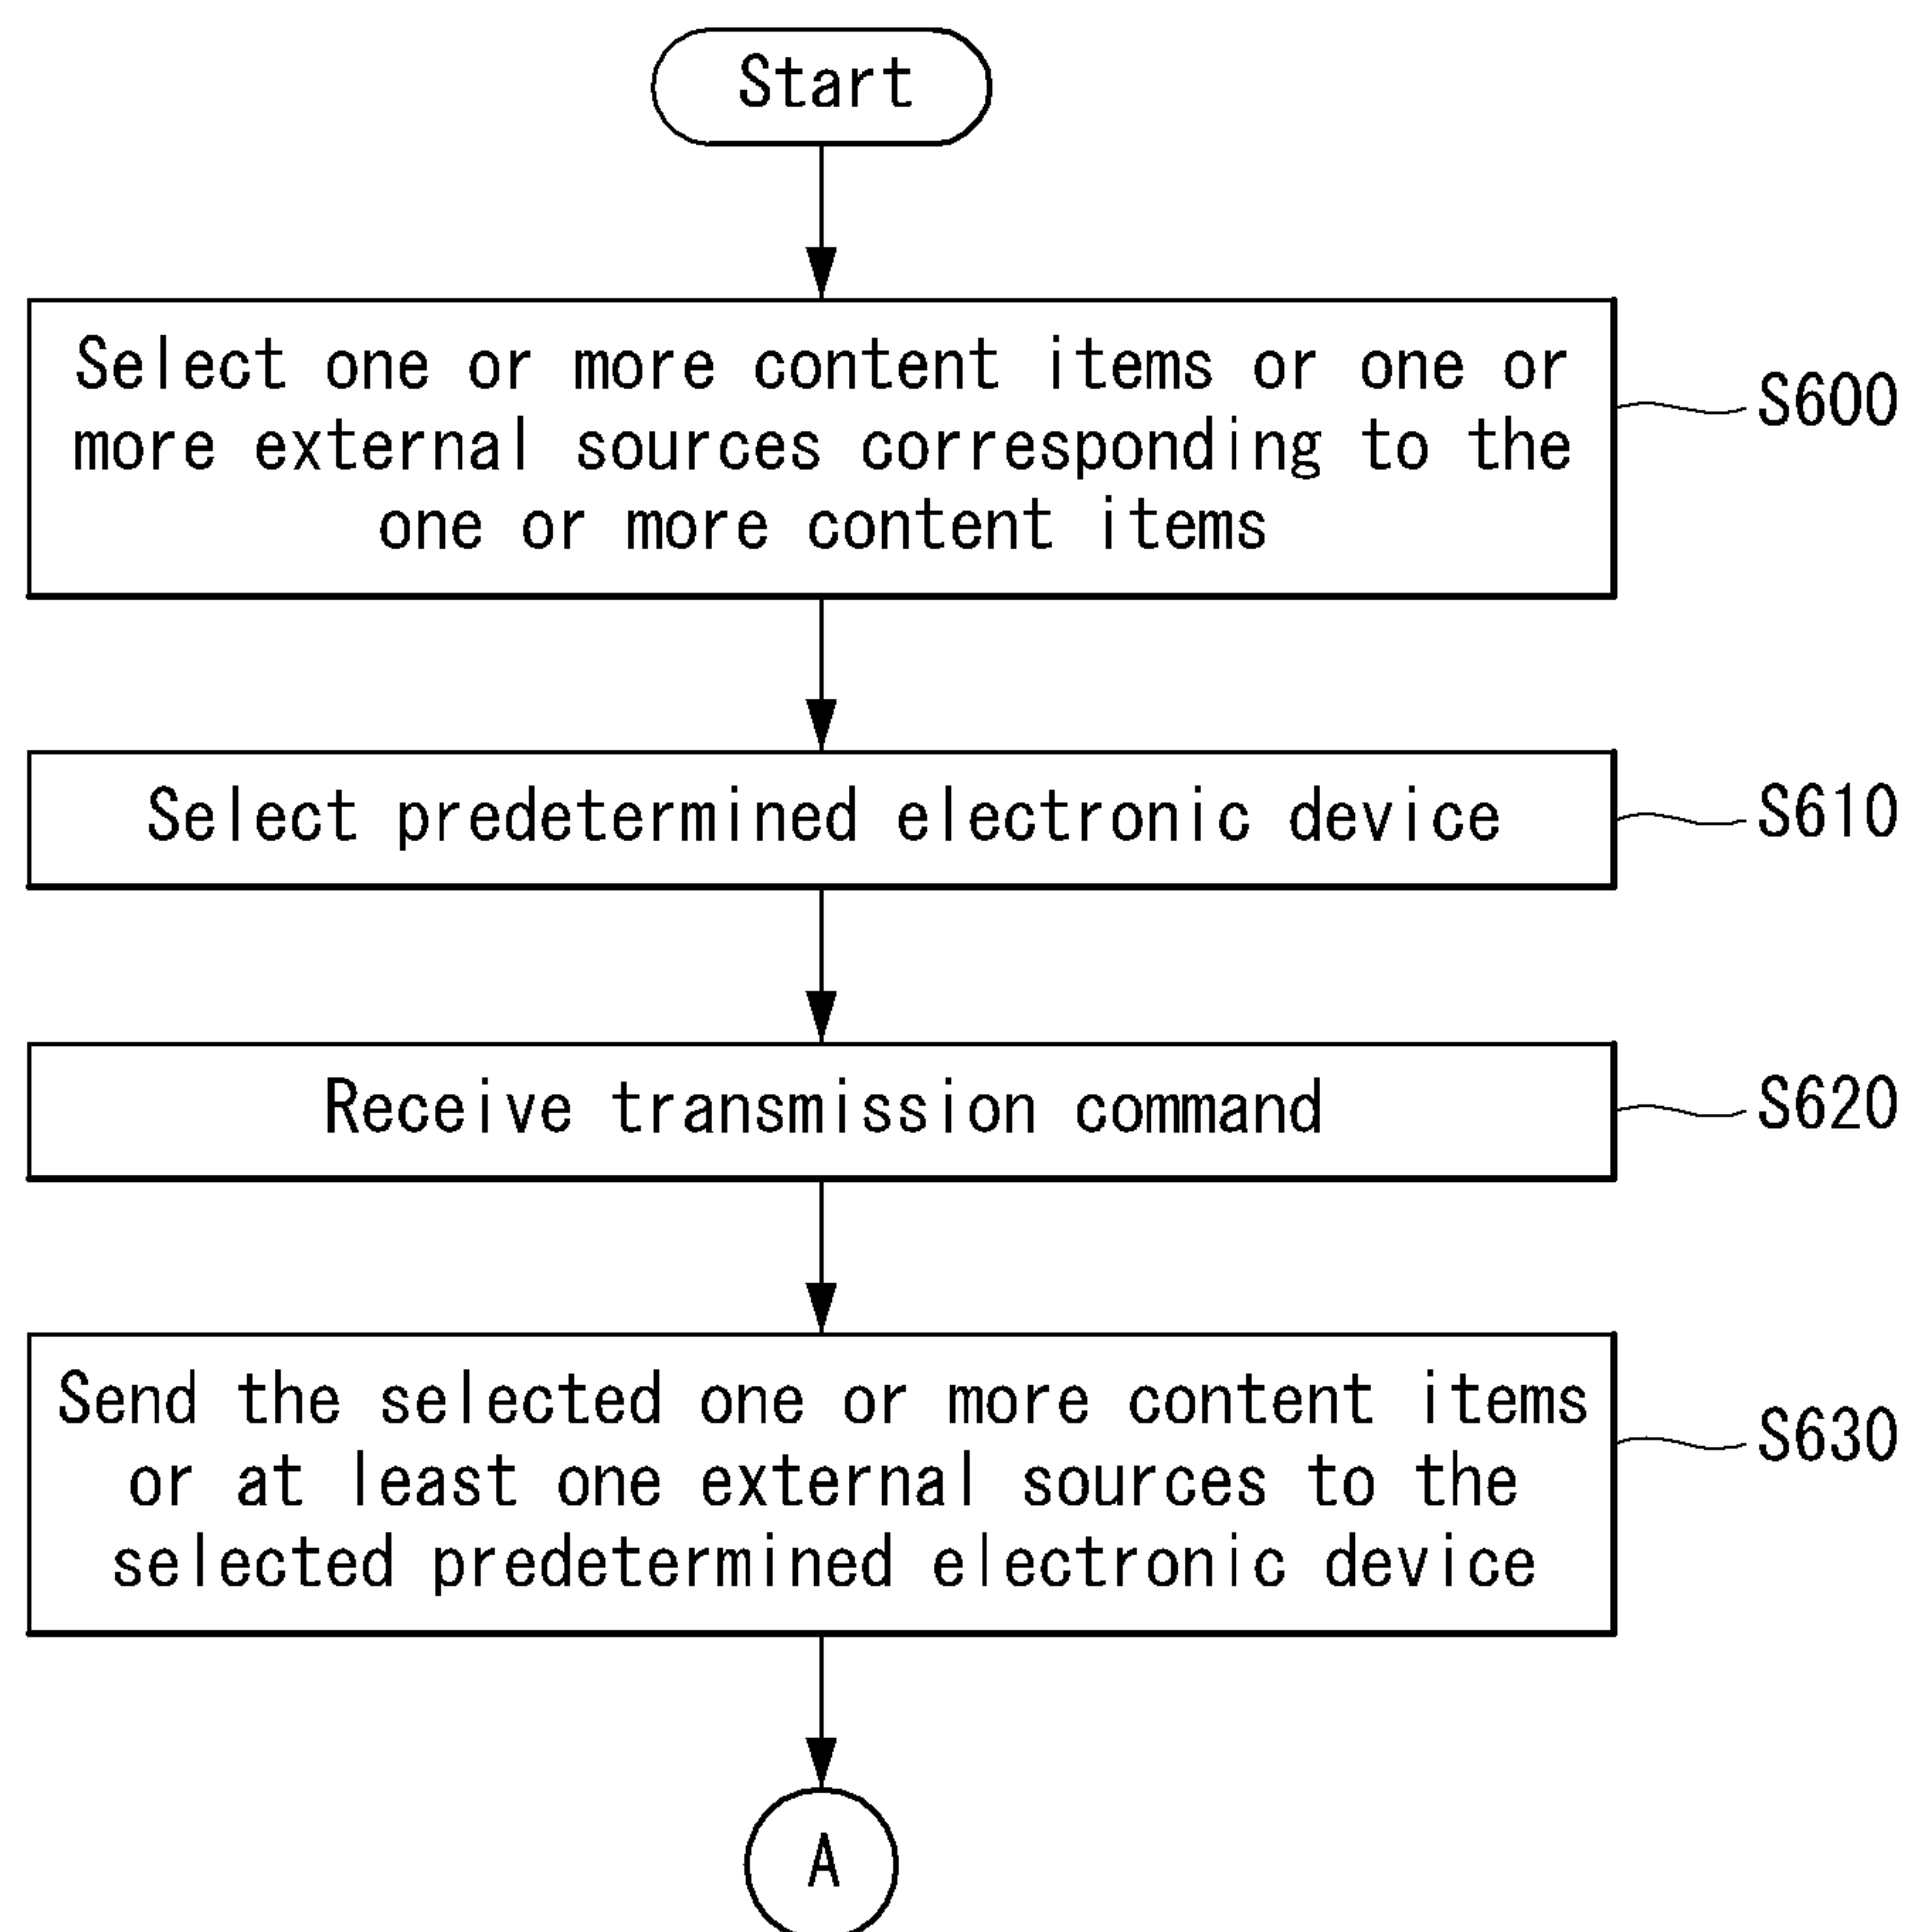 Start
Select one or more content items or one or
more external sources corresponding to the
one or more content items
S600
Select predetermined electronic device
S610
Receive transmission command
S620
Send the selected one or more content items
or at least one external sources to the
selected predetermined electronic device
S630
A